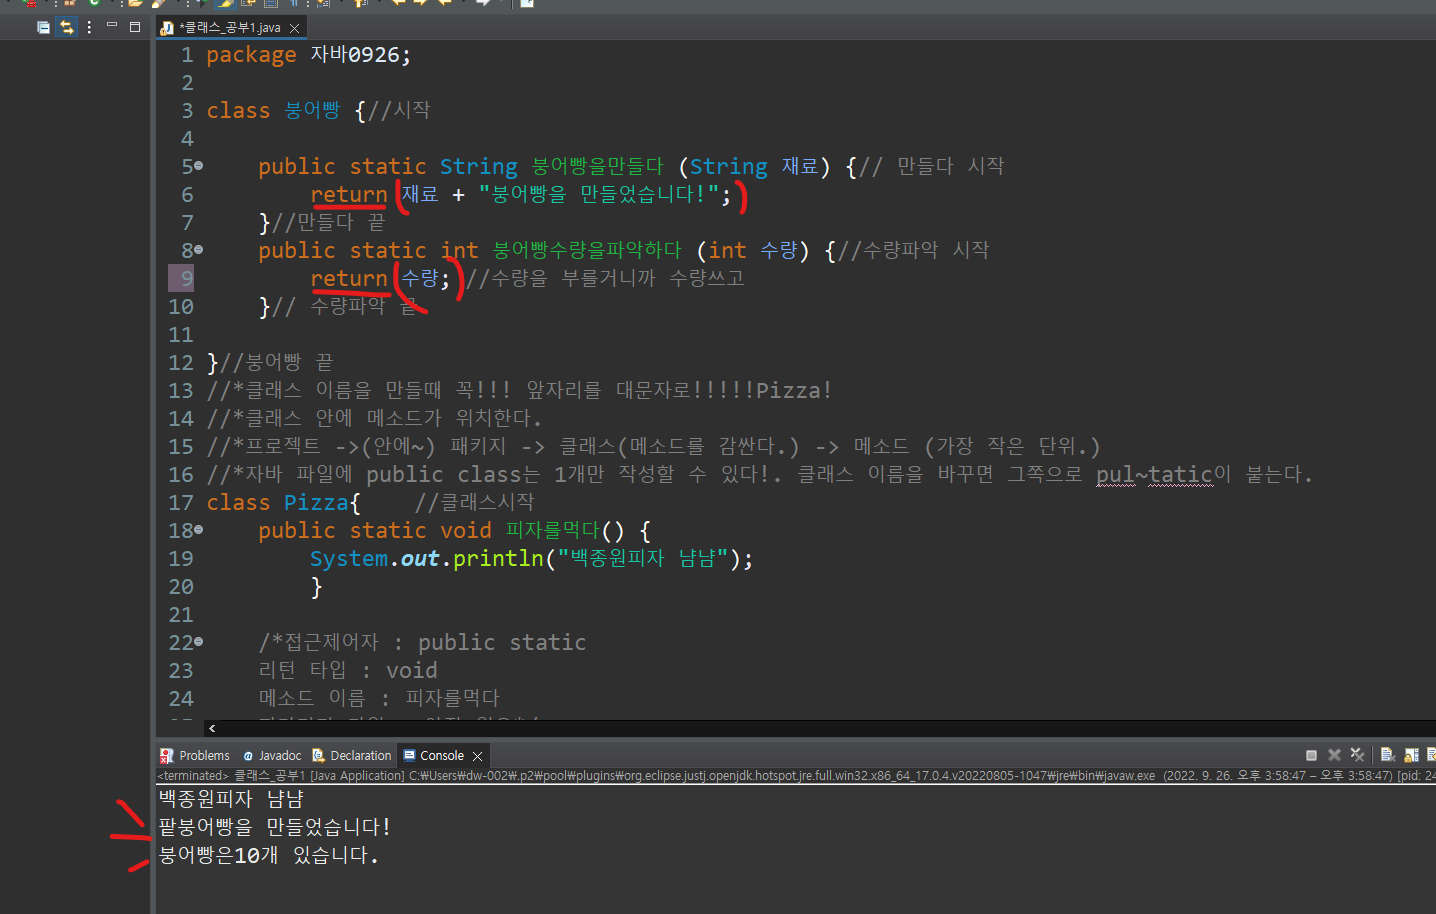 *클래스_공부1.java
1 package 자바0926;
2
3 class 붕어빵 {//시작
4
5 public static String 붕어빵을만들다 (String 재료) {// 만들다 시작
6 return 재료 + "붕어빵을 만들었습니다!";
7 }//만들다 끝
8 public static int 붕어빵수량을파악하다 (int 수량) {//수량파악 시작
9 return 수량; //수량을 부를거니까 수량쓰고
10 }// 수량파악 끝
11
12 }//붕어빵 끝
13 //*클래스 이름을 만들때 꼭!!! 앞자리를 대문자로!!!!!Pizza!
14 //*클래스 안에 메소드가 위치한다.
15 //*프로젝트 ->(안에~) 패키지 -> 클래스(메소드를 감싼다.) -> 메소드 (가장 작은 단위.)
16 //*자바 파일에 public class는 1개만 작성할 수 있다!. 클래스 이름을 바꾸면 그쪽으로 pul~tatic이 붙는다.
17 class Pizza{ //클래스시작
18 public static void 피자를먹다() {
19 System.out.println("백종원피자 냠냠");
20 }
21
22 /*접근제어자 : public static
23 리턴 타입 : void
24 메소드 이름 : 피자를먹다
Problems Javadoc Declaration Console
<terminated> 클래스_공부1 [Java Application] C:₩Users₩dw-002₩.p2₩pool₩plugins₩org.eclipse.justj.openjdk.hotspot.jre.full.win32.x86_64_17.0.4.v20220805-1047₩jre₩bin₩javaw.exe (2022. 9. 26. 오후 3:58:47 – 오후 3:58:47) [pid: 24
백종원피자 냠냠
팥붕어빵을 만들었습니다!
붕어빵은10개 있습니다.